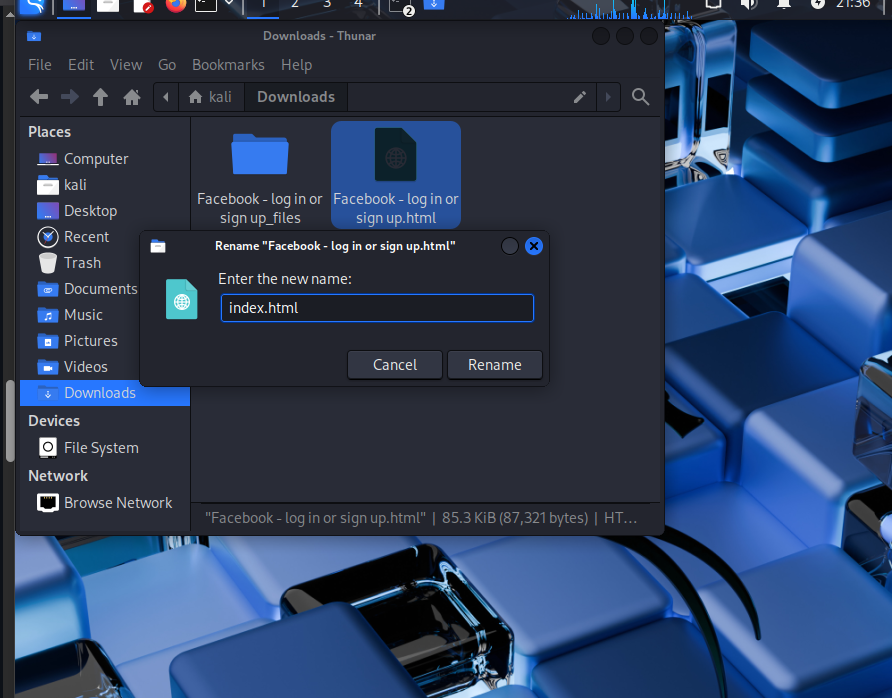 1 2 3 4
2
21:36
Downloads - Thunar
File Edit View Go Bookmarks Help
kali Downloads
Places
Computer
kali
Desktop
Recent
Trash
Documents
Music
Pictures
Videos
Downloads
Devices
File System
Network
Browse Network
Facebook - log in or
sign up_files
Facebook - log in or
sign up.html
Rename "Facebook - log in or sign up.html"
Enter the new name:
index.html
Cancel Rename
"Facebook - log in or sign up.html" | 85.3 KiB (87,321 bytes) | HT…